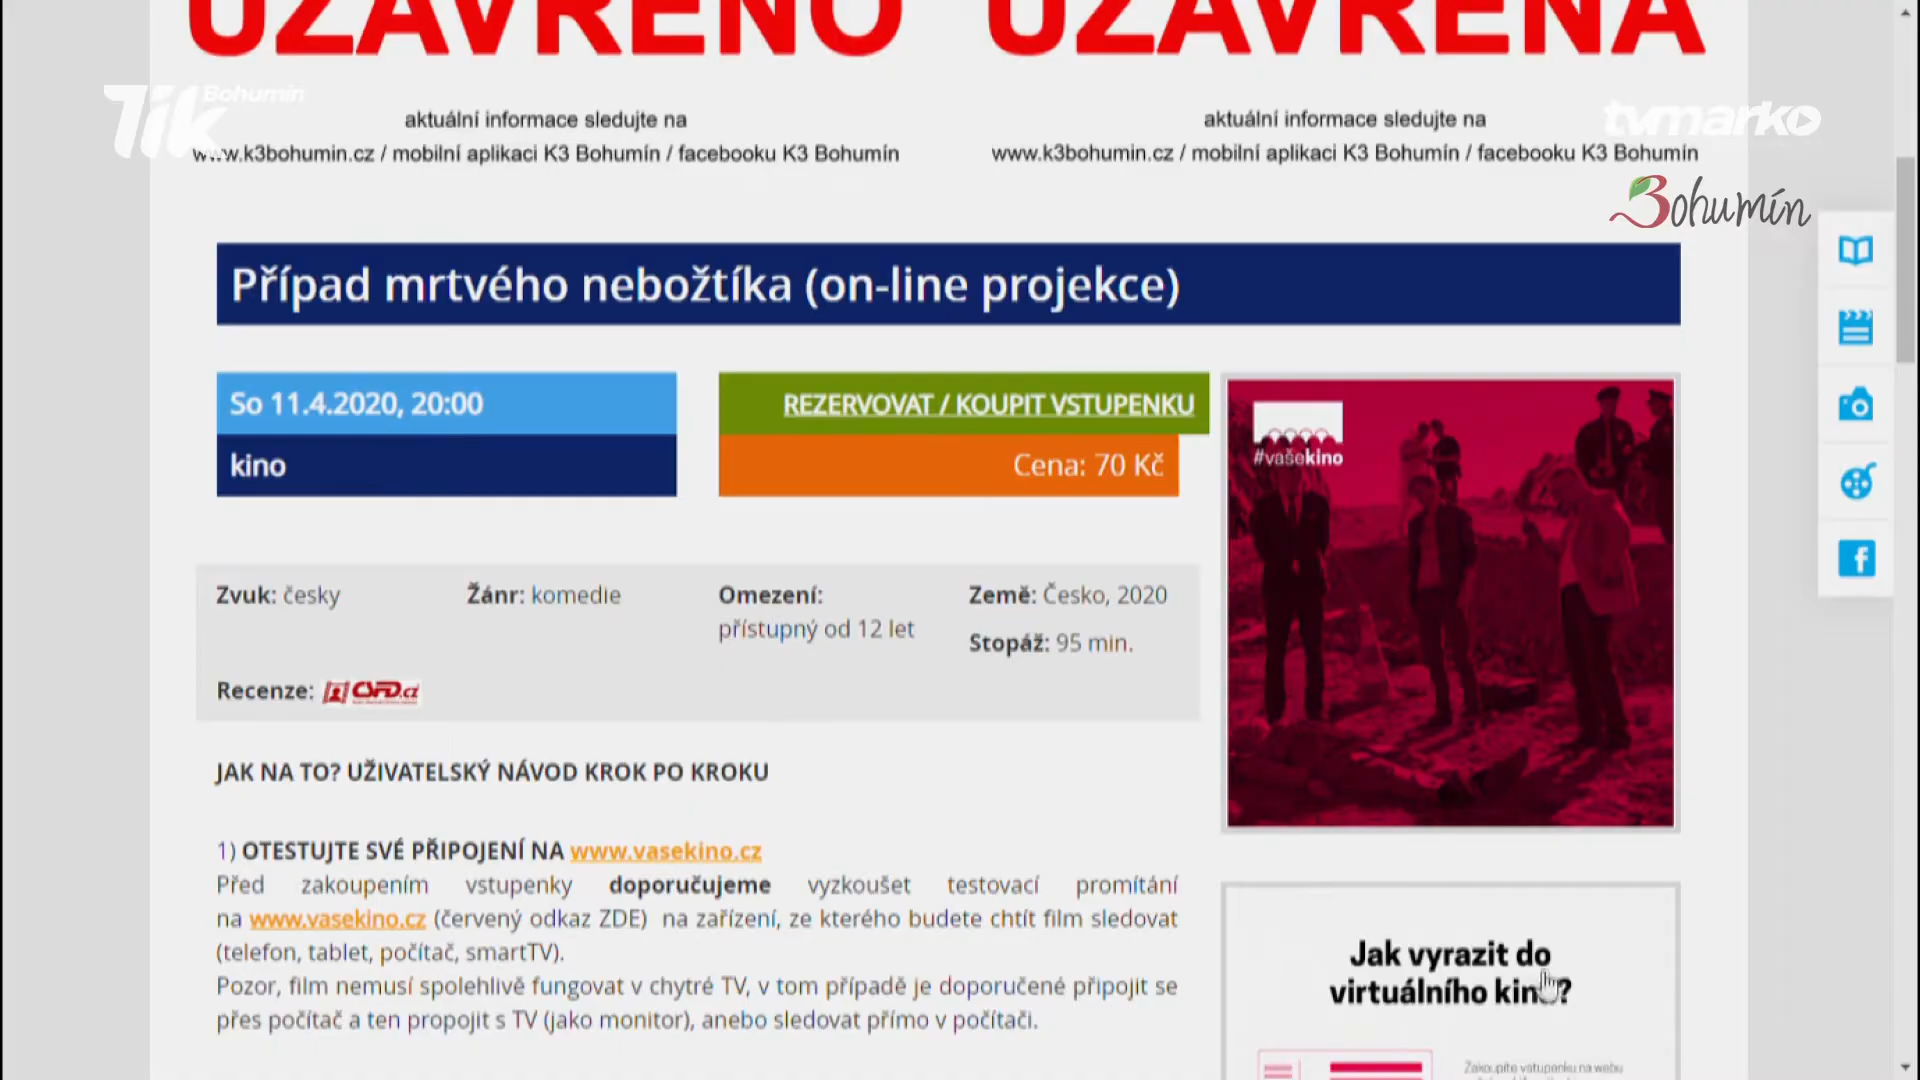 UZAVŘENO UZAVŘENA
Tik Bohumín
tvmarko
aktuální informace sledujte na
www.k3bohumin.cz / mobilní aplikaci K3 Bohumín / facebooku K3 Bohumín
aktuální informace sledujte na
www.k3bohumin.cz / mobilní aplikaci K3 Bohumín / facebooku K3 Bohumín
Bohumín
Případ mrtvého nebožtíka (on-line projekce)
So 11.4.2020, 20:00
kino
REZERVOVAT / KOUPIT VSTUPENKU
Cena: 70 Kč
#vašekino
Zvuk: česky
Žánr: komedie
Omezení:
přístupný od 12 let
Země: Česko, 2020
Stopáž: 95 min.
Recenze: ČSFD.cz
JAK NA TO? UŽIVATELSKÝ NÁVOD KROK PO KROKU
1) OTESTUJTE SVÉ PŘIPOJENÍ NA www.vasekino.cz
Před zakoupením vstupenky doporučujeme vyzkoušet testovací promítání
na www.vasekino.cz (červený odkaz ZDE) na zařízení, ze kterého budete chtít film sledovat
(telefon, tablet, počítač, smartTV).
Pozor, film nemusí spolehlivě fungovat v chytré TV, v tom případě je doporučené připojit se
přes počítač a ten propojit s TV (jako monitor), anebo sledovat přímo v počítači.
Jak vyrazit do
virtuálního kina?
Zakoupíte vstupenku na webu